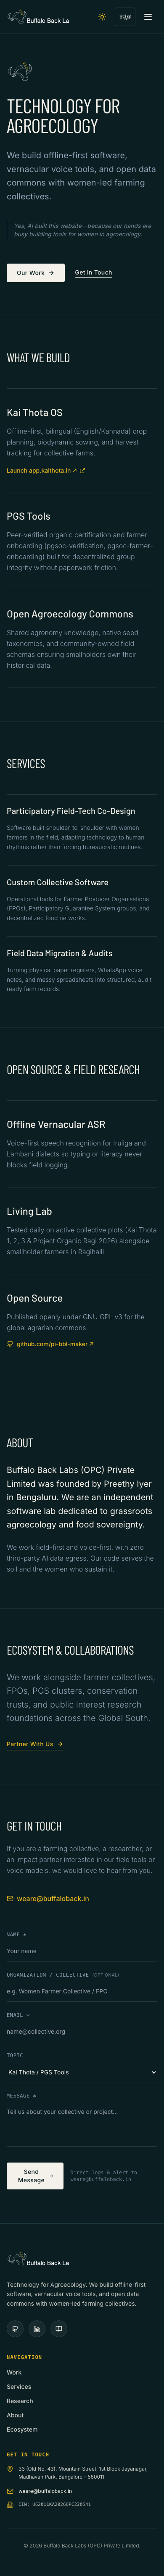 Buffalo Back La
ಕನ್ನಡ
TECHNOLOGY FOR
AGROECOLOGY
We build offline-first software,
vernacular voice tools, and open data
commons with women-led farming
collectives.
Yes, AI built this website—because our hands are
busy building tools for women in agroecology.
Our Work →
Get in Touch
WHAT WE BUILD
Kai Thota OS
Offline-first, bilingual (English/Kannada) crop
planning, biodynamic sowing, and harvest
tracking for collective farms.
Launch app.kaithota.in ↗
PGS Tools
Peer-verified organic certification and farmer
onboarding (pgsoc-verification, pgsoc-farmer-
onboarding) built for decentralized group
integrity without paperwork friction.
Open Agroecology Commons
Shared agronomy knowledge, native seed
taxonomies, and community-owned field
schemas ensuring smallholders own their
historical data.
SERVICES
Participatory Field-Tech Co-Design
Software built shoulder-to-shoulder with women
farmers in the field, adapting technology to human
rhythms rather than forcing bureaucratic routines.
Custom Collective Software
Operational tools for Farmer Producer Organisations
(FPOs), Participatory Guarantee System groups, and
decentralized food networks.
Field Data Migration & Audits
Turning physical paper registers, WhatsApp voice
notes, and messy spreadsheets into structured, audit-
ready farm records.
OPEN SOURCE & FIELD RESEARCH
Offline Vernacular ASR
Voice-first speech recognition for Iruliga and
Lambani dialects so typing or literacy never
blocks field logging.
Living Lab
Tested daily on active collective plots (Kai Thota
1, 2, 3 & Project Organic Ragi 2026) alongside
smallholder farmers in Ragihalli.
Open Source
Published openly under GNU GPL v3 for the
global agrarian commons.
github.com/pi-bbl-maker ↗
ABOUT
Buffalo Back Labs (OPC) Private
Limited was founded by Preethy Iyer
in Bengaluru. We are an independent
software lab dedicated to grassroots
agroecology and food sovereignty.
We work field-first and voice-first, with zero
third-party AI data egress. Our code serves the
soil and the women who sustain it.
ECOSYSTEM & COLLABORATIONS
We work alongside farmer collectives,
FPOs, PGS clusters, conservation
trusts, and public interest research
foundations across the Global South.
Partner With Us →
GET IN TOUCH
If you are a farming collective, a researcher, or
an impact partner interested in field tools or
voice models, we would love to hear from you.
weare@buffaloback.in
NAME *
Your name
ORGANIZATION / COLLECTIVE (OPTIONAL)
e.g. Women Farmer Collective / FPO
EMAIL *
name@collective.org
TOPIC
Kai Thota / PGS Tools
MESSAGE *
Tell us about your collective or project...
Send
Message
Direct logs & alert to
weare@buffaloback.in
Buffalo Back La
Technology for Agroecology. We build offline-first
software, vernacular voice tools, and open data
commons with women-led farming collectives.
NAVIGATION
Work
Services
Research
About
Ecosystem
GET IN TOUCH
33 (Old No. 43), Mountain Street, 1st Block Jayanagar,
Madhavan Park, Bangalore - 560011
weare@buffaloback.in
CIN: U62011KA2026OPC220541
© 2026 Buffalo Back Labs (OPC) Private Limited.